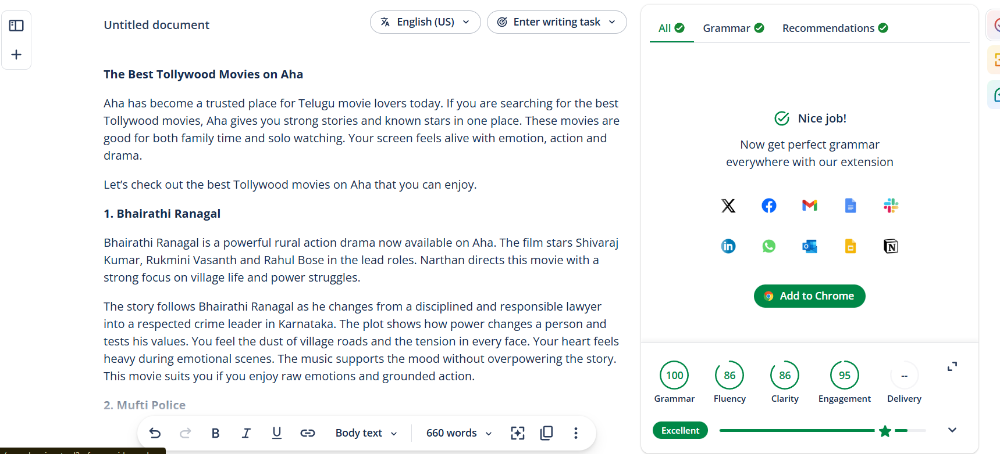 Untitled document
English (US)
Enter writing task
The Best Tollywood Movies on Aha
Aha has become a trusted place for Telugu movie lovers today. If you are searching for the best
Tollywood movies, Aha gives you strong stories and known stars in one place. These movies are
good for both family time and solo watching. Your screen feels alive with emotion, action and
drama.
Let’s check out the best Tollywood movies on Aha that you can enjoy.
1. Bhairathi Ranagal
Bhairathi Ranagal is a powerful rural action drama now available on Aha. The film stars Shivaraj
Kumar, Rukmini Vasanth and Rahul Bose in the lead roles. Narthan directs this movie with a
strong focus on village life and power struggles.
The story follows Bhairathi Ranagal as he changes from a disciplined and responsible lawyer
into a respected crime leader in Karnataka. The plot shows how power changes a person and
tests his values. You feel the dust of village roads and the tension in every face. Your heart feels
heavy during emotional scenes. The music supports the mood without overpowering the story.
This movie suits you if you enjoy raw emotions and grounded action.
2. Mufti Police
B I U
Body text
660 words
All
Grammar
Recommendations
Nice job!
Now get perfect grammar
everywhere with our extension
Add to Chrome
100 86 86 95 --
Grammar Fluency Clarity Engagement Delivery
Excellent